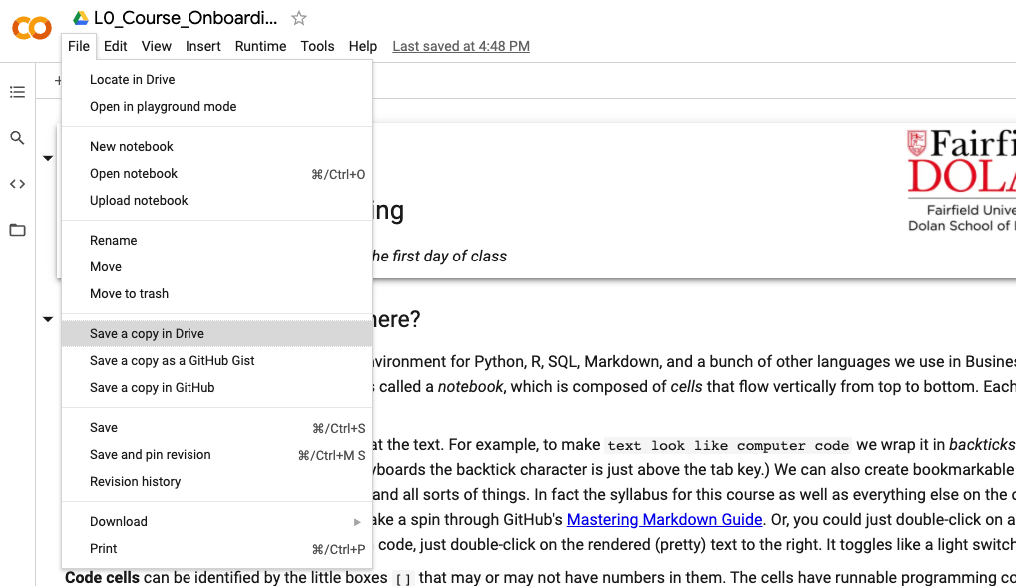 L0_Course_Onboardi...
File Edit View Insert Runtime Tools Help Last saved at 4:48 PM
+
Locate in Drive
Open in playground mode
New notebook
Open notebook ⌘/Ctrl+O
Upload notebook
Rename
Move
Move to trash
Save a copy in Drive
Save a copy as a GitHub Gist
Save a copy in GitHub
Save ⌘/Ctrl+S
Save and pin revision ⌘/Ctrl+M S
Revision history
Download
Print ⌘/Ctrl+P
Fairfi
DOLA
Fairfield Unive
Dolan School of
ing
he first day of class
here?
vironment for Python, R, SQL, Markdown, and a bunch of other languages we use in Busines
s called a notebook, which is composed of cells that flow vertically from top to bottom. Each
at the text. For example, to make text look like computer code we wrap it in backticks
yboards the backtick character is just above the tab key.) We can also create bookmarkable
and all sorts of things. In fact the syllabus for this course as well as everything else on the c
ake a spin through GitHub's Mastering Markdown Guide. Or, you could just double-click on a
code, just double-click on the rendered (pretty) text to the right. It toggles like a light switch
Code cells can be identified by the little boxes [] that may or may not have numbers in them. The cells have runnable programming co